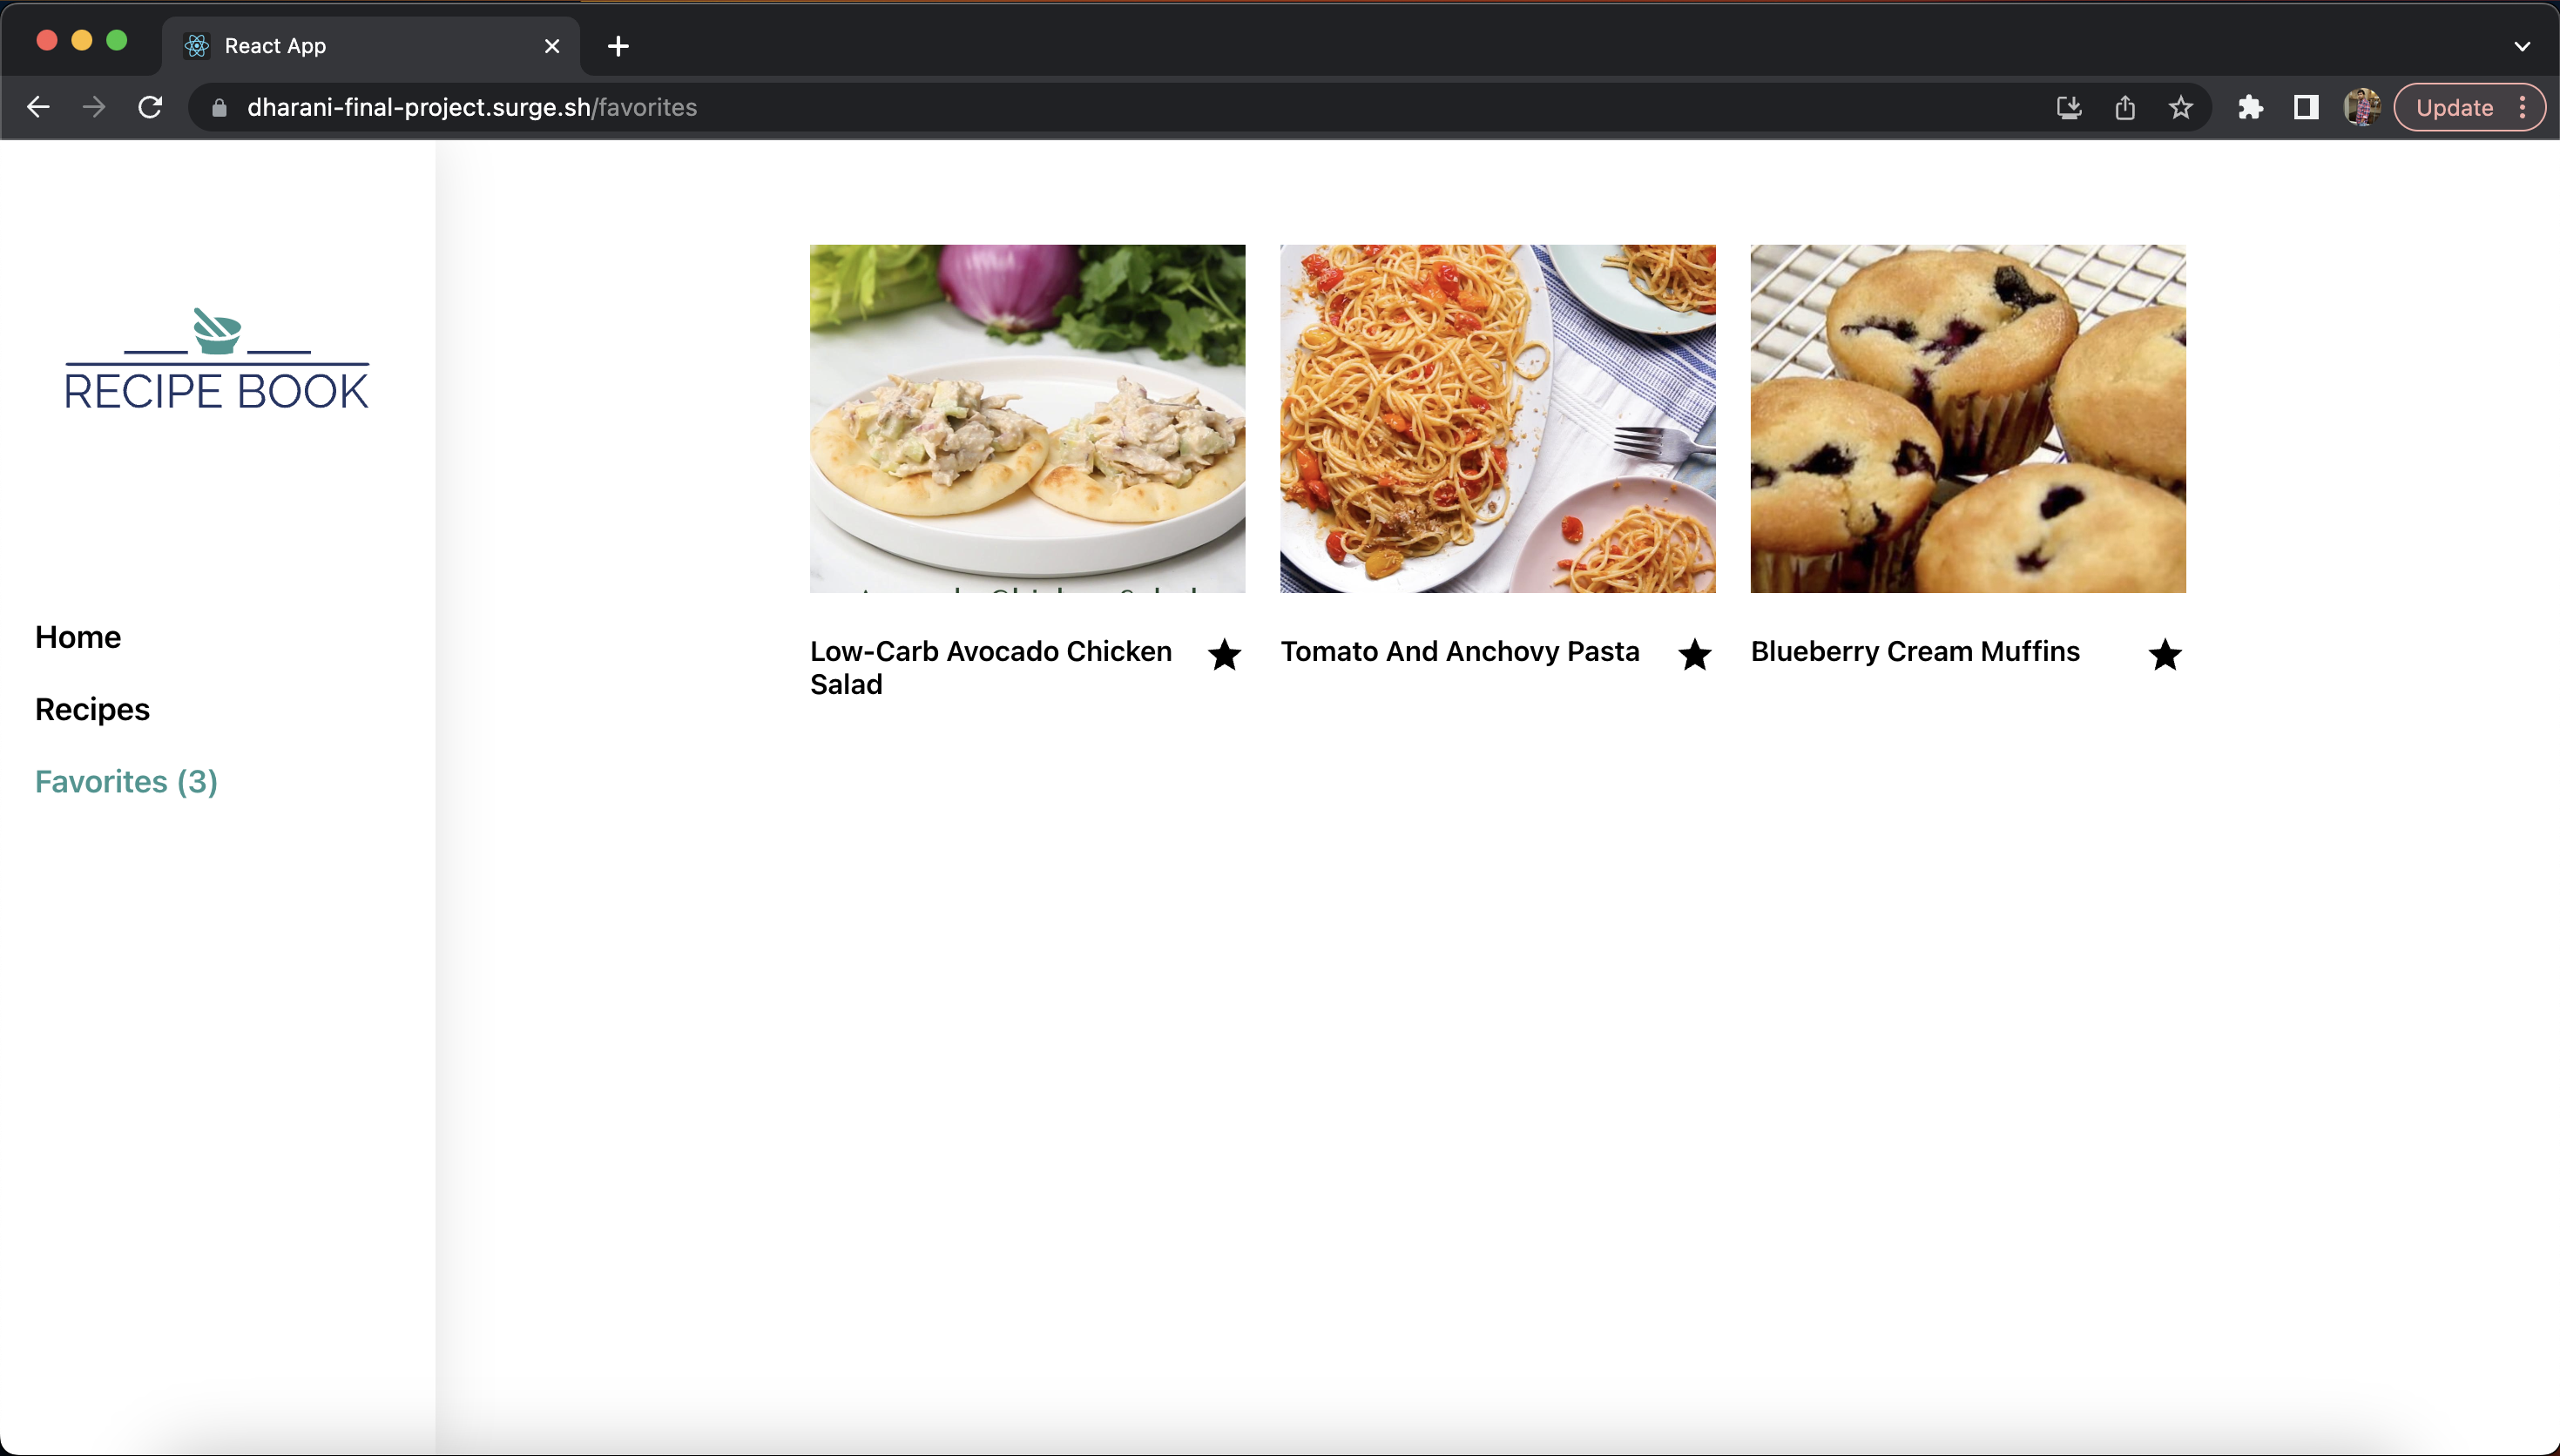 React App
dharani-final-project.surge.sh/favorites
Update
RECIPE BOOK
Home
Recipes
Favorites (3)
Low-Carb Avocado Chicken
Salad
Tomato And Anchovy Pasta
Blueberry Cream Muffins